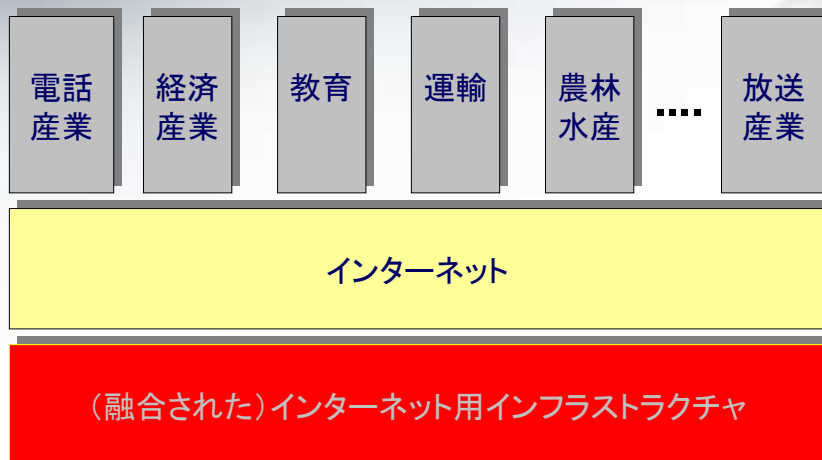 電話
産業
経済
産業
教育
運輸
農林
水産
....
放送
産業
インターネット
(融合された)インターネット用インフラストラクチャ